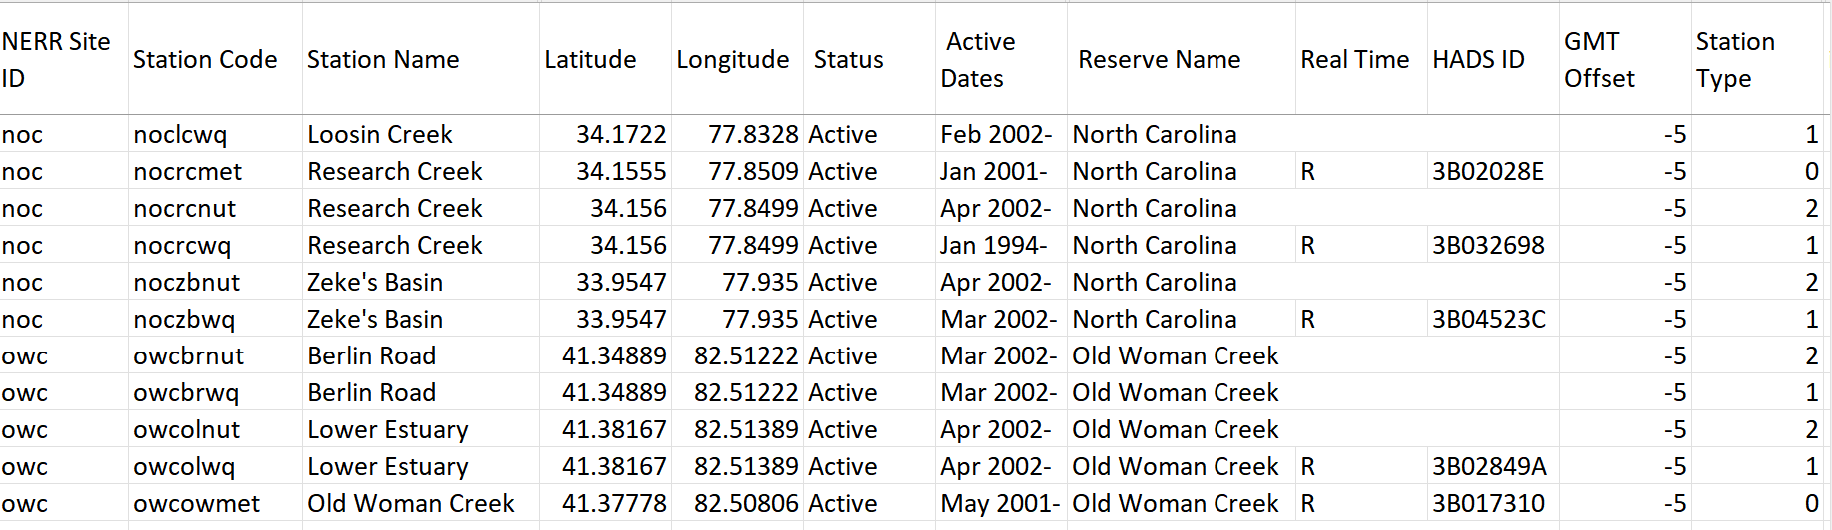 NERR Site ID Station Code Station Name Latitude Longitude Status Active Dates Reserve Name Real Time HADS ID GMT Offset Station Type
noc noclcwq Loosin Creek 34.1722 77.8328 Active Feb 2002- North Carolina -5 1
noc nocrcmet Research Creek 34.1555 77.8509 Active Jan 2001- North Carolina R 3B02028E -5 0
noc nocrcnut Research Creek 34.156 77.8499 Active Apr 2002- North Carolina -5 2
noc nocrcwq Research Creek 34.156 77.8499 Active Jan 1994- North Carolina R 3B032698 -5 1
noc noczbnut Zeke's Basin 33.9547 77.935 Active Apr 2002- North Carolina -5 2
noc noczbwq Zeke's Basin 33.9547 77.935 Active Mar 2002- North Carolina R 3B04523C -5 1
owc owcbrnut Berlin Road 41.34889 82.51222 Active Mar 2002- Old Woman Creek -5 2
owc owcbrwq Berlin Road 41.34889 82.51222 Active Mar 2002- Old Woman Creek -5 1
owc owcolnut Lower Estuary 41.38167 82.51389 Active Apr 2002- Old Woman Creek -5 2
owc owcolwq Lower Estuary 41.38167 82.51389 Active Apr 2002- Old Woman Creek R 3B02849A -5 1
owc owcowmet Old Woman Creek 41.37778 82.50806 Active May 2001- Old Woman Creek R 3B017310 -5 0